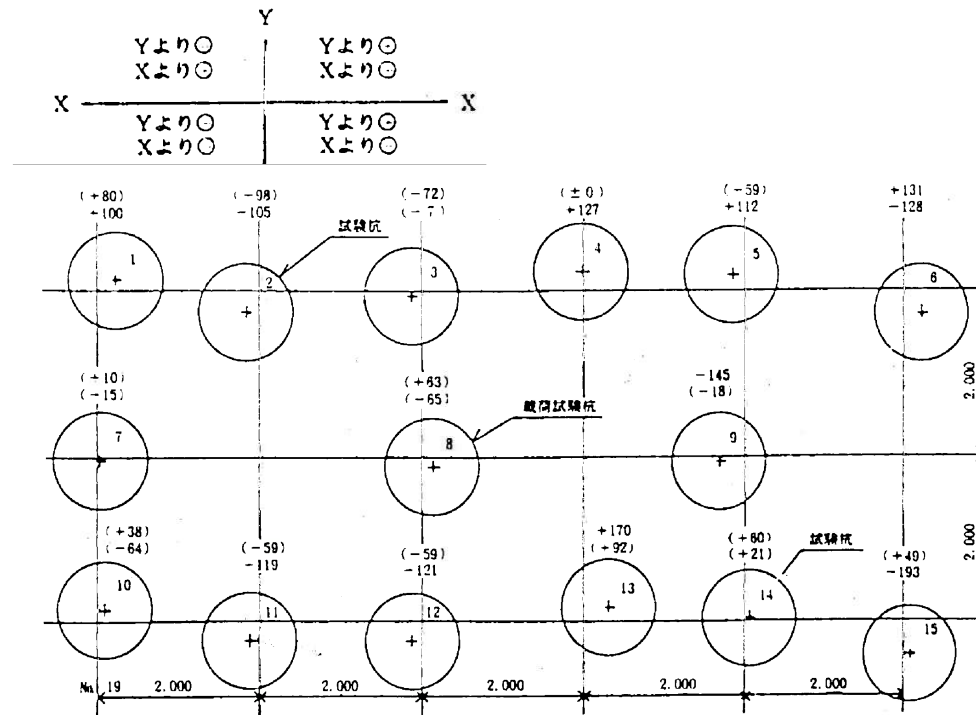 Y
Yより⊙ Yより⊙
Xより⊙ Xより⊙
X X
Yより⊙ Yより⊙
Xより⊙ Xより⊙
(+80) (-98) (-72) (±0) (-59) +131
+100 -105 (-7) +127 +112 -128
試験杭
1 2 3 4 5 6
2.000
(+10) (+63) -145
(-15) (-65) (-18)
載荷試験杭
7 8 9
2.000
(+38) (-59) (-59) +170 (+60) (+49)
(-64) -119 -121 (+92) (+21) -193
試験杭
10 11 12 13 14 15
No. 19 2.000 2.000 2.000 2.000 2.000